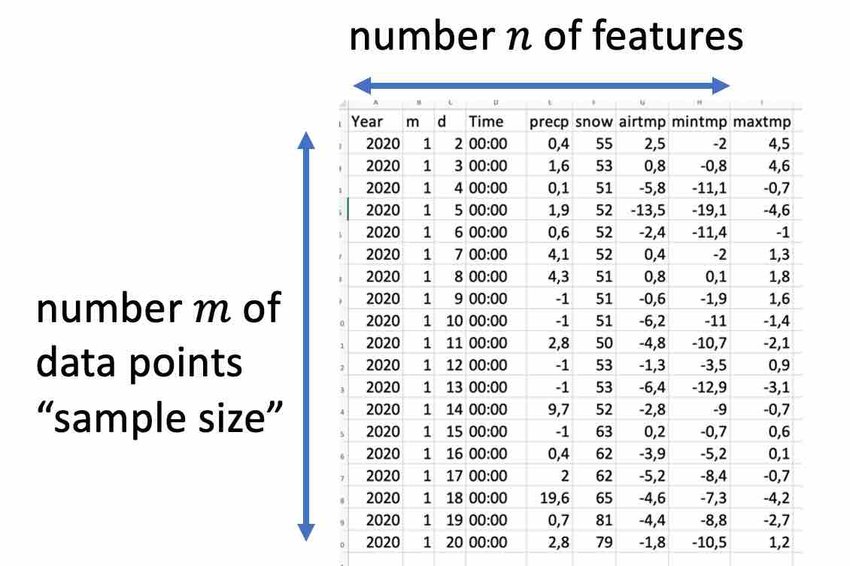 number n of features
A B C D E F G H I
1 Year m d Time precp snow airtmp mintmp maxtmp
2020 1 2 00:00 0,4 55 2,5 -2 4,5
2020 1 3 00:00 1,6 53 0,8 -0,8 4,6
2020 1 4 00:00 0,1 51 -5,8 -11,1 -0,7
2020 1 5 00:00 1,9 52 -13,5 -19,1 -4,6
2020 1 6 00:00 0,6 52 -2,4 -11,4 -1
2020 1 7 00:00 4,1 52 0,4 -2 1,3
2020 1 8 00:00 4,3 51 0,8 0,1 1,8
2020 1 9 00:00 -1 51 -0,6 -1,9 1,6
2020 1 10 00:00 -1 51 -6,2 -11 -1,4
2020 1 11 00:00 2,8 50 -4,8 -10,7 -2,1
2020 1 12 00:00 -1 53 -1,3 -3,5 0,9
2020 1 13 00:00 -1 53 -6,4 -12,9 -3,1
2020 1 14 00:00 9,7 52 -2,8 -9 -0,7
2020 1 15 00:00 -1 63 0,2 -0,7 0,6
2020 1 16 00:00 0,4 62 -3,9 -5,2 0,1
2020 1 17 00:00 2 62 -5,2 -8,4 -0,7
2020 1 18 00:00 19,6 65 -4,6 -7,3 -4,2
2020 1 19 00:00 0,7 81 -4,4 -8,8 -2,7
2020 1 20 00:00 2,8 79 -1,8 -10,5 1,2
number m of
data points
“sample size”